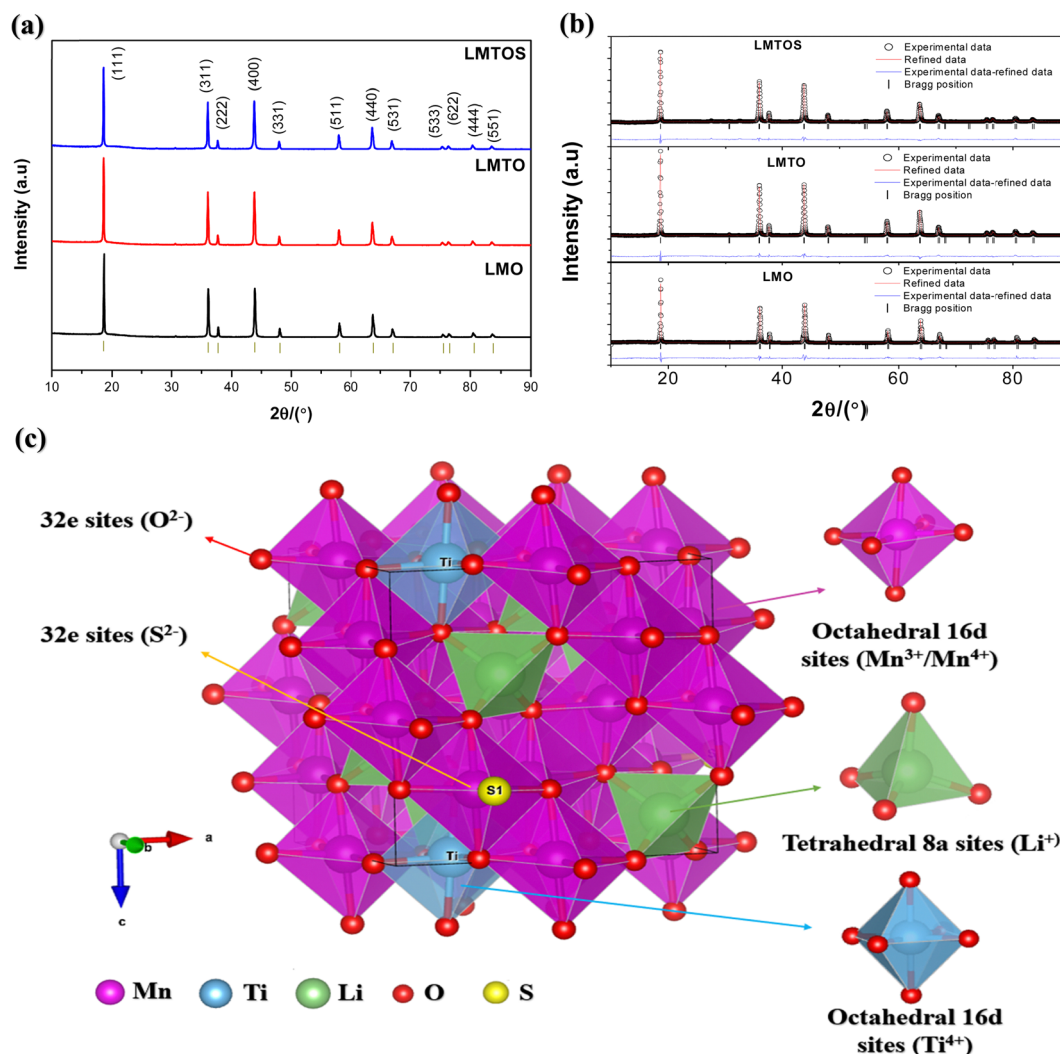 (a)
LMTOS
(111)
(311)
(222)
(400)
(331)
(511)
(440)
(531)
(533)
(622)
(444)
(551)
LMTO
LMO
Intensity (a.u)
10 20 30 40 50 60 70 80 90
2θ/(°)
(b)
LMTOS
Experimental data
Refined data
Experimental data-refined data
Bragg position
LMTO
Experimental data
Refined data
Experimental data-refined data
Bragg position
LMO
Experimental data
Refined data
Experimental data-refined data
Bragg position
Intensity (a.u)
20 40 60 80
2θ/(°)
(c)
32e sites (O²⁻)
32e sites (S²⁻)
Ti
S1
Ti
Octahedral 16d
sites (Mn³⁺/Mn⁴⁺)
Tetrahedral 8a sites (Li⁺)
Octahedral 16d
sites (Ti⁴⁺)
a
b
c
Mn Ti Li O S